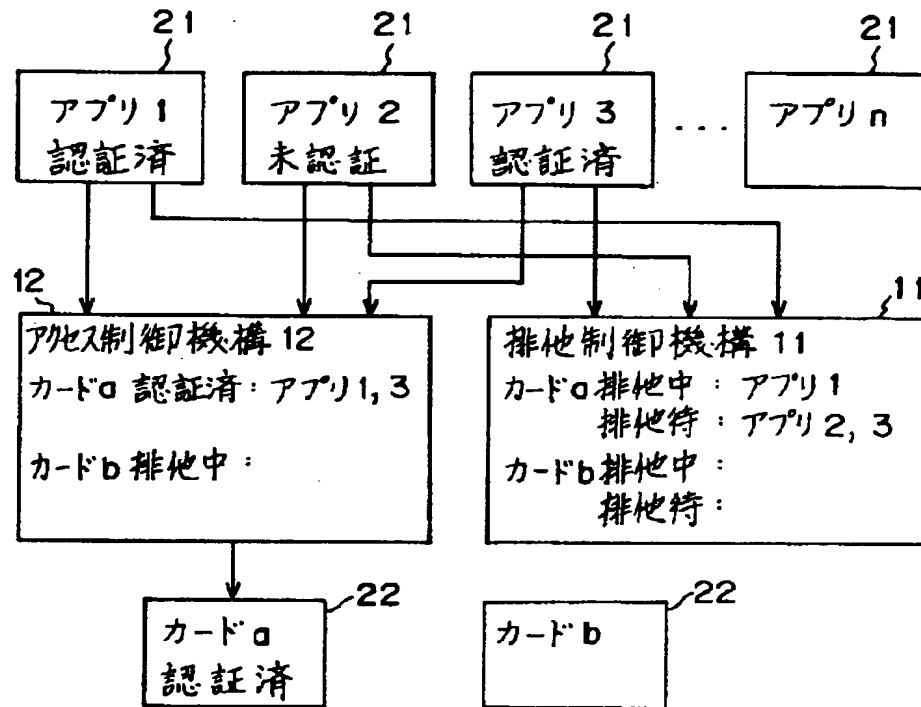 21 21 21 21
アプリ1 アプリ2 アプリ3 ・・・ アプリn
認証済 未認証 認証済
12 11
アクセス制御機構12 排他制御機構11
カードa 認証済:アプリ1,3 カードa排他中:アプリ1
排他待:アプリ2,3
カードb排他中: カードb排他中:
排他待:
22 22
カードa カードb
認証済